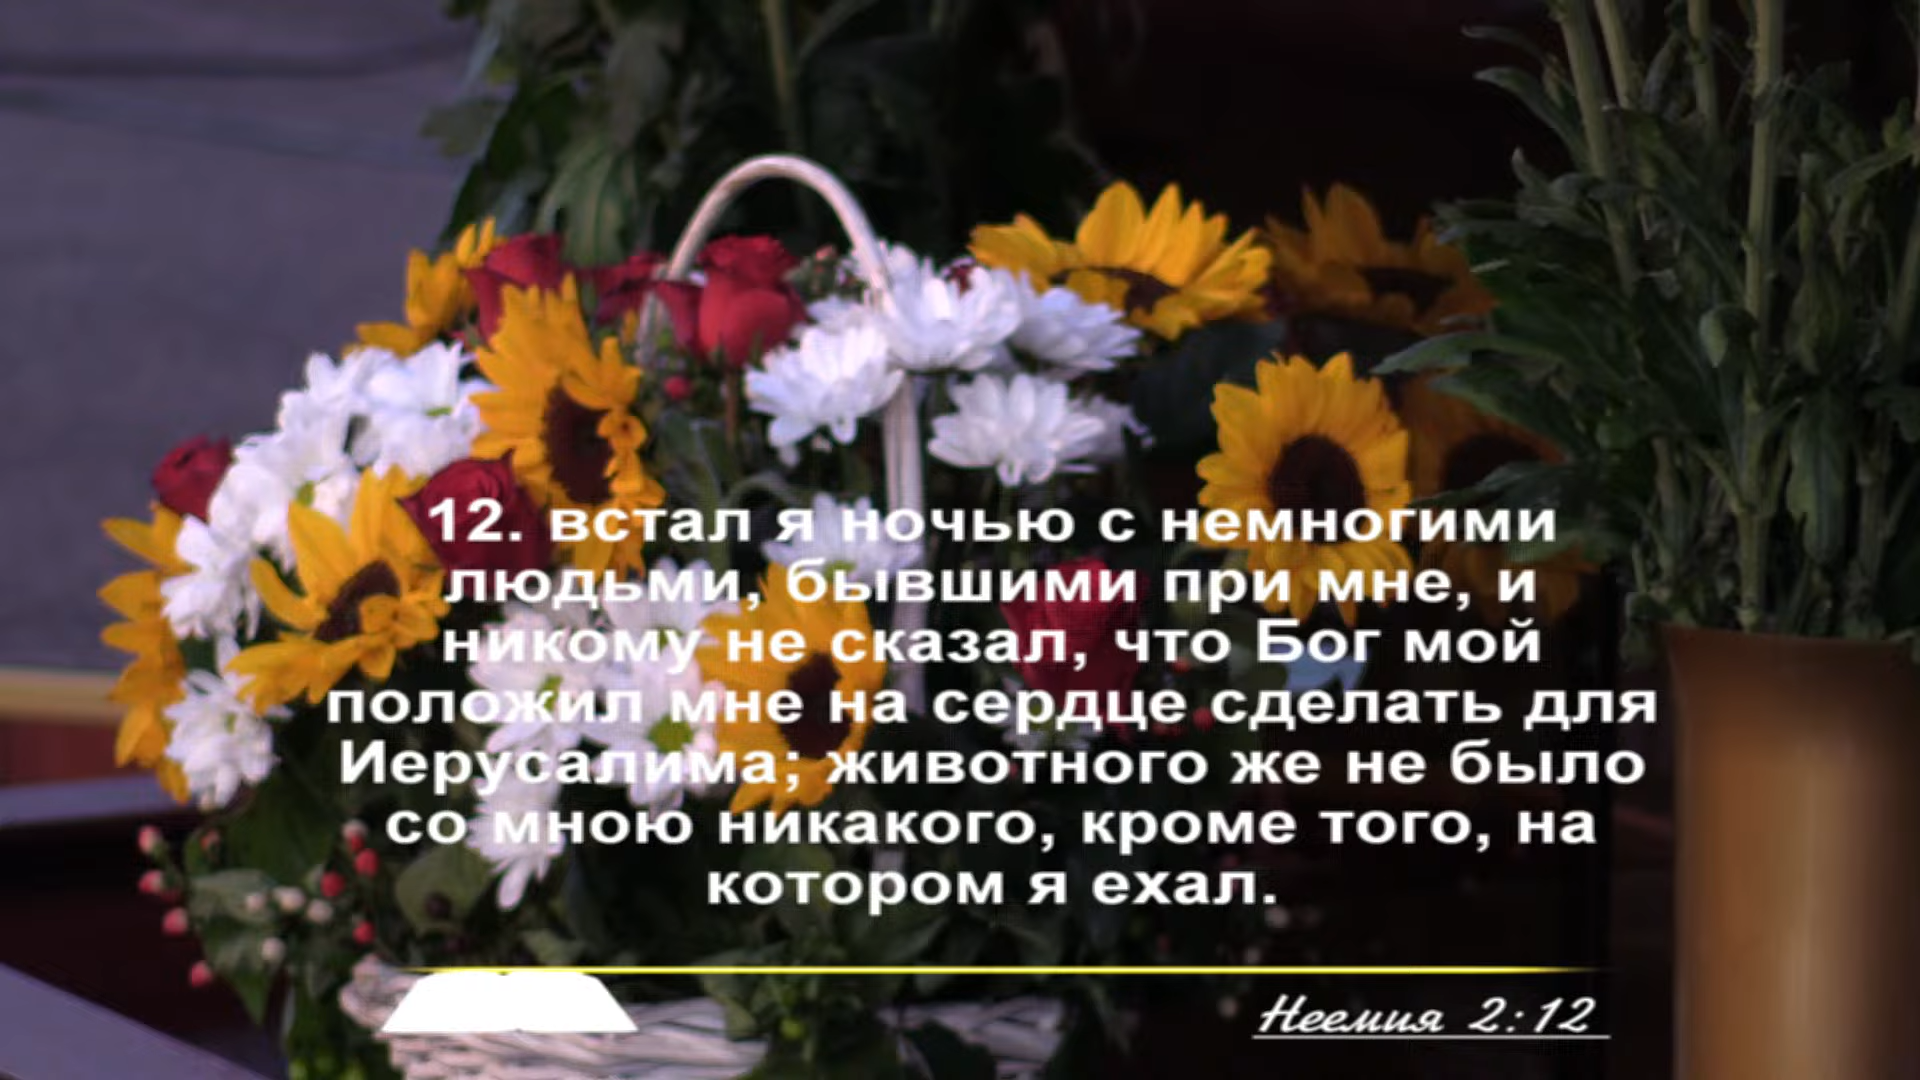 12. встал я ночью с немногими
людьми, бывшими при мне, и
никому не сказал, что Бог мой
положил мне на сердце сделать для
Иерусалима; животного же не было
со мною никакого, кроме того, на
котором я ехал.
Неемия 2:12